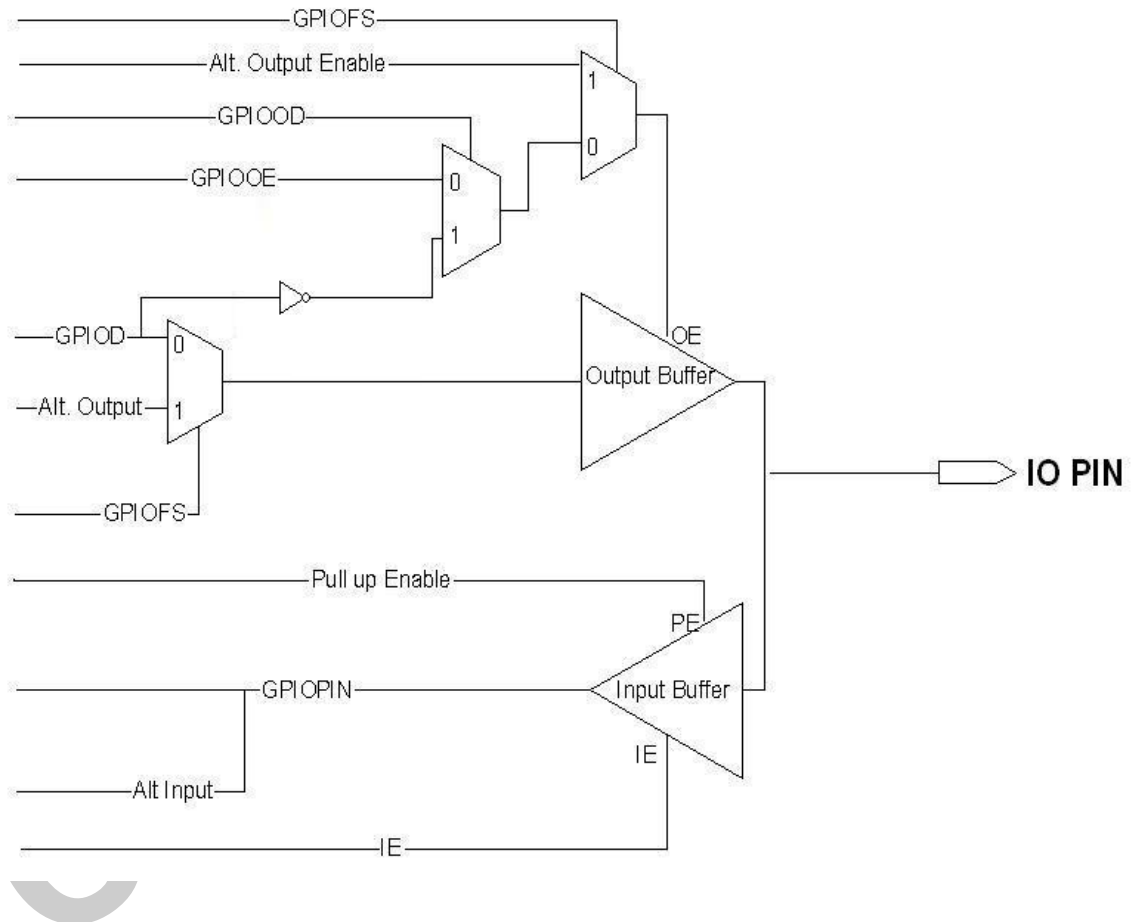 GPIOFS
Alt. Output Enable
1
GPIOOD
0
GPIOOE
0
1
GPIOD
0
OE
Output Buffer
Alt. Output
1
IO PIN
GPIOFS
Pull up Enable
PE
GPIOPIN
Input Buffer
IE
Alt Input
IE